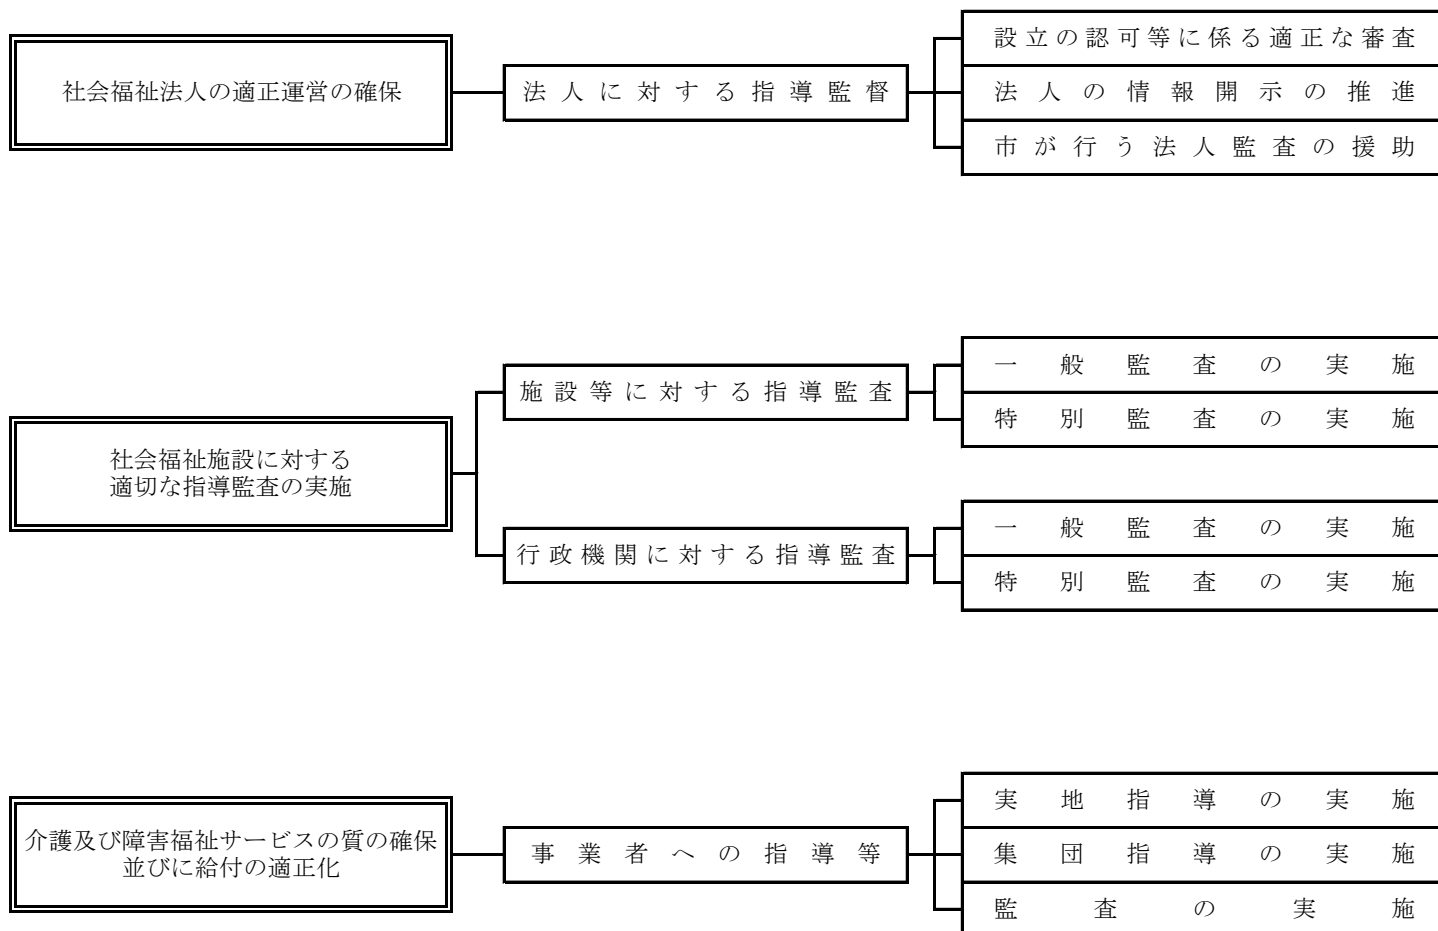 社会福祉法人の適正運営の確保
法人に対する指導監督
設立の認可等に係る適正な審査
法人の情報開示の推進
市が行う法人監査の援助
社会福祉施設に対する
適切な指導監査の実施
施設等に対する指導監査
一般監査の実施
特別監査の実施
行政機関に対する指導監査
一般監査の実施
特別監査の実施
介護及び障害福祉サービスの質の確保
並びに給付の適正化
事業者への指導等
実地指導の実施
集団指導の実施
監査の実施